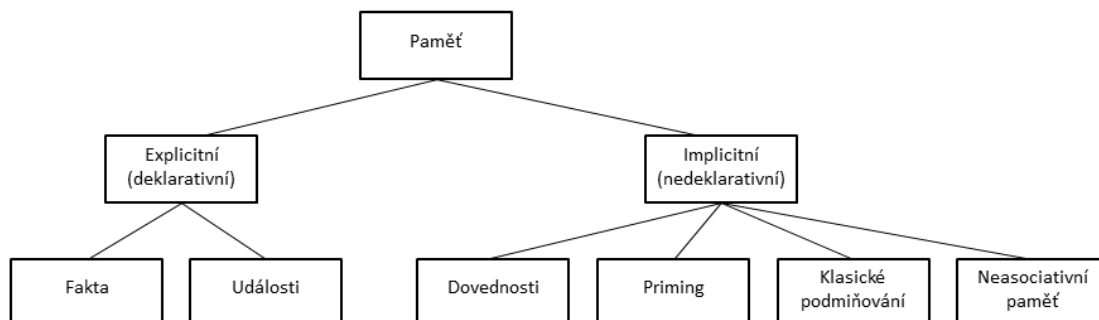 Paměť
Explicitní
(deklarativní)
Implicitní
(nedeklarativní)
Fakta
Události
Dovednosti
Priming
Klasické
podmiňování
Neasociativní
paměť